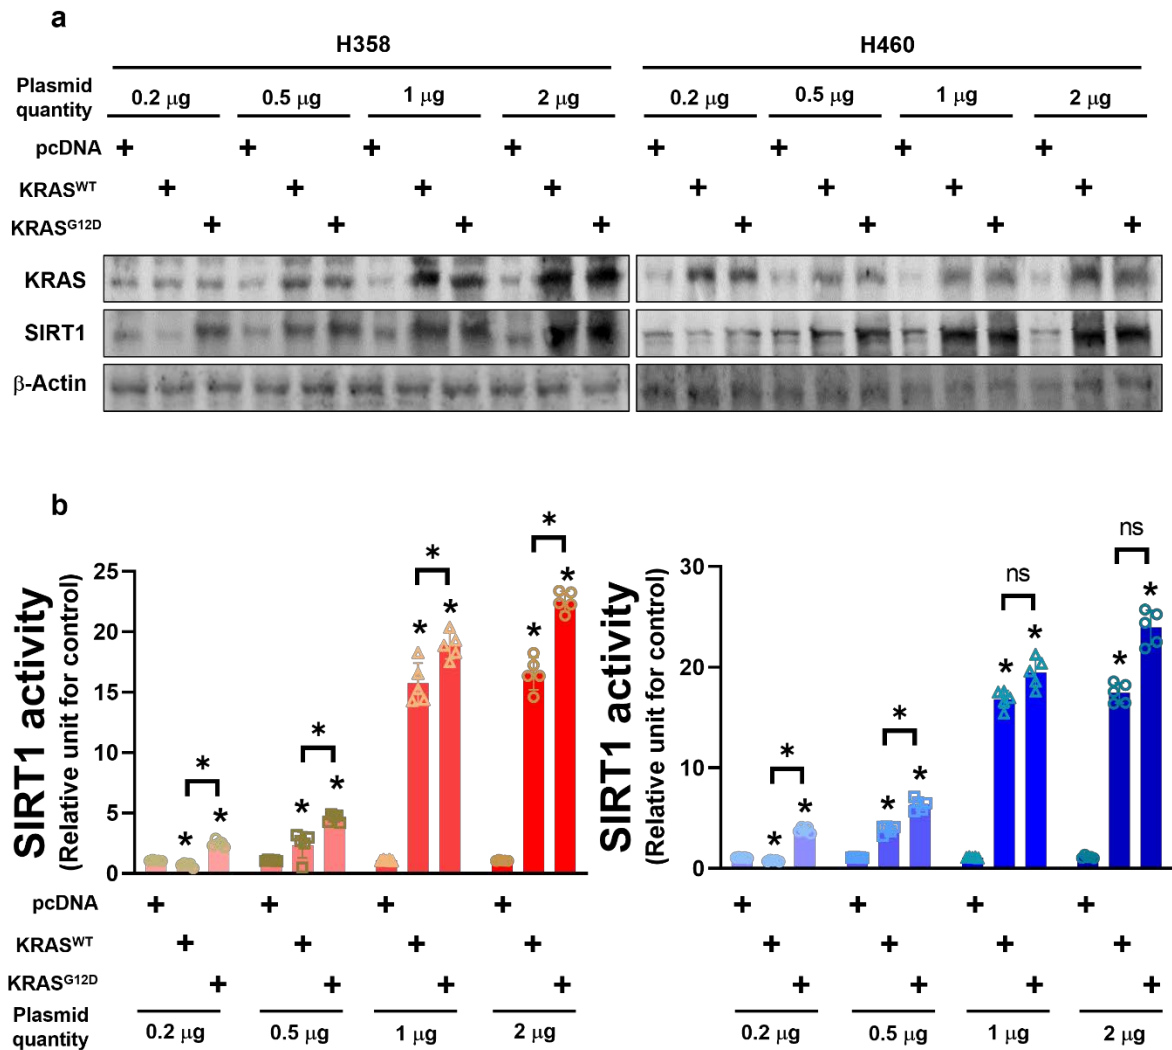 a
H358 H460
Plasmid quantity 0.2 μg 0.5 μg 1 μg 2 μg 0.2 μg 0.5 μg 1 μg 2 μg
pcDNA + + + + + + + +
KRASWT + + + + + + + +
KRASG12D + + + + + + + +
KRAS
SIRT1
β-Actin
b
SIRT1 activity
(Relative unit for control)
25
20
15
10
5
0
* * *
* * *
* * *
* * *
SIRT1 activity
(Relative unit for control)
30
20
10
0
* * *
* * *
ns * *
ns * *
pcDNA + + + + + + + +
KRASWT + + + + + + + +
KRASG12D + + + + + + + +
Plasmid quantity 0.2 μg 0.5 μg 1 μg 2 μg 0.2 μg 0.5 μg 1 μg 2 μg